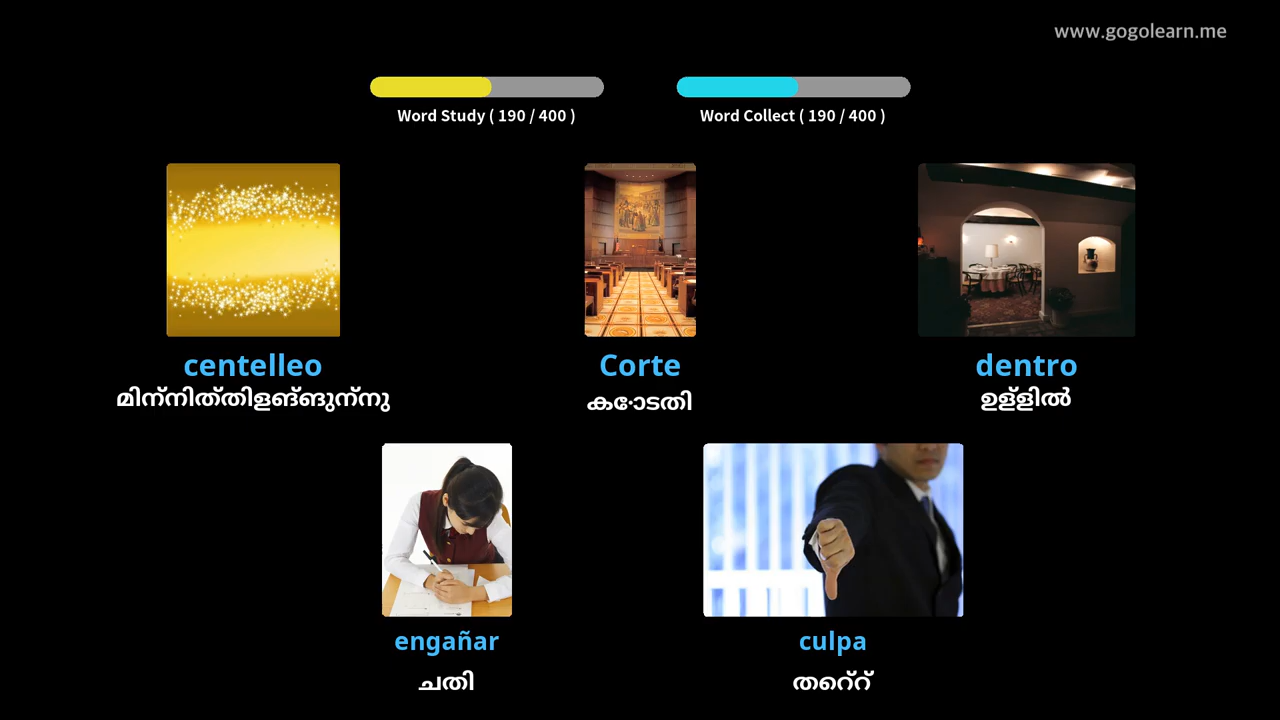 www.gogolearn.me
Word Study ( 190 / 400 )
Word Collect ( 190 / 400 )
centelleo
മിന്നിത്തിളങ്ങുന്നു
Corte
കോടതി
dentro
ഉള്ളിൽ
engañar
ചതി
culpa
തെറ്റ്